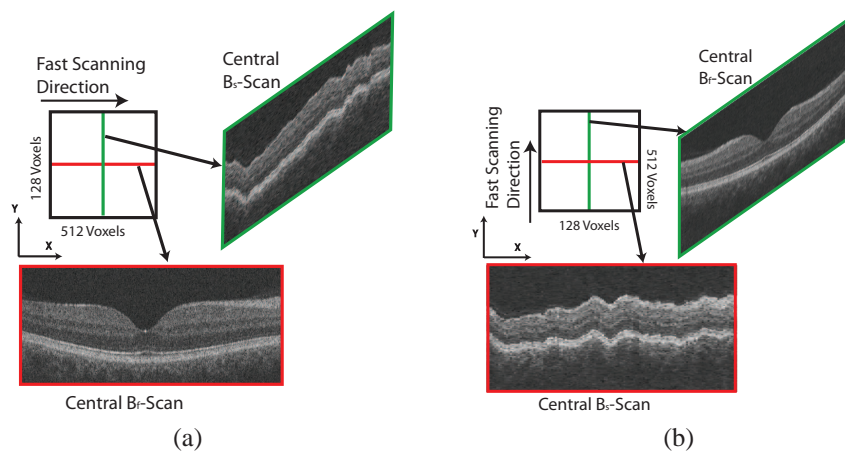 Fast Scanning
Direction
Central
Bs-Scan
128 Voxels
512 Voxels
Y
X
Central Bf-Scan
(a)
Central
Bf-Scan
Fast Scanning
Direction
512 Voxels
128 Voxels
Y
X
Central Bs-Scan
(b)